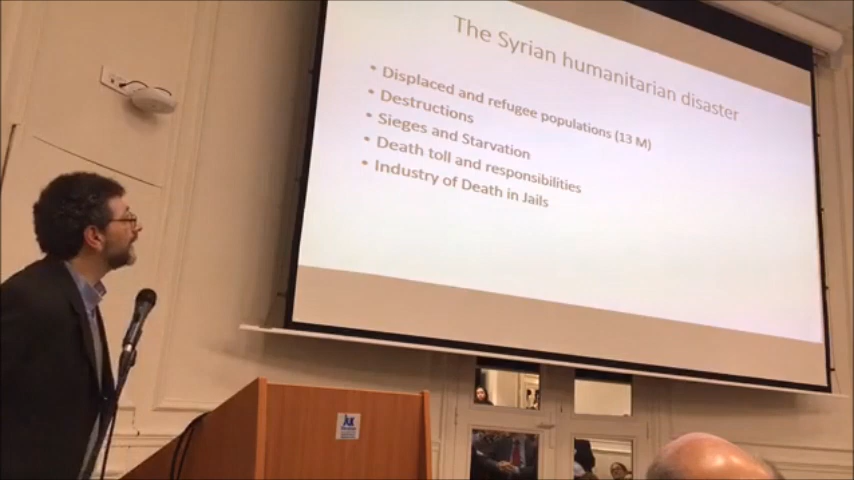 The Syrian humanitarian disaster
• Displaced and refugee populations (13 M)
• Destructions
• Sieges and Starvation
• Death toll and responsibilities
• Industry of Death in Jails